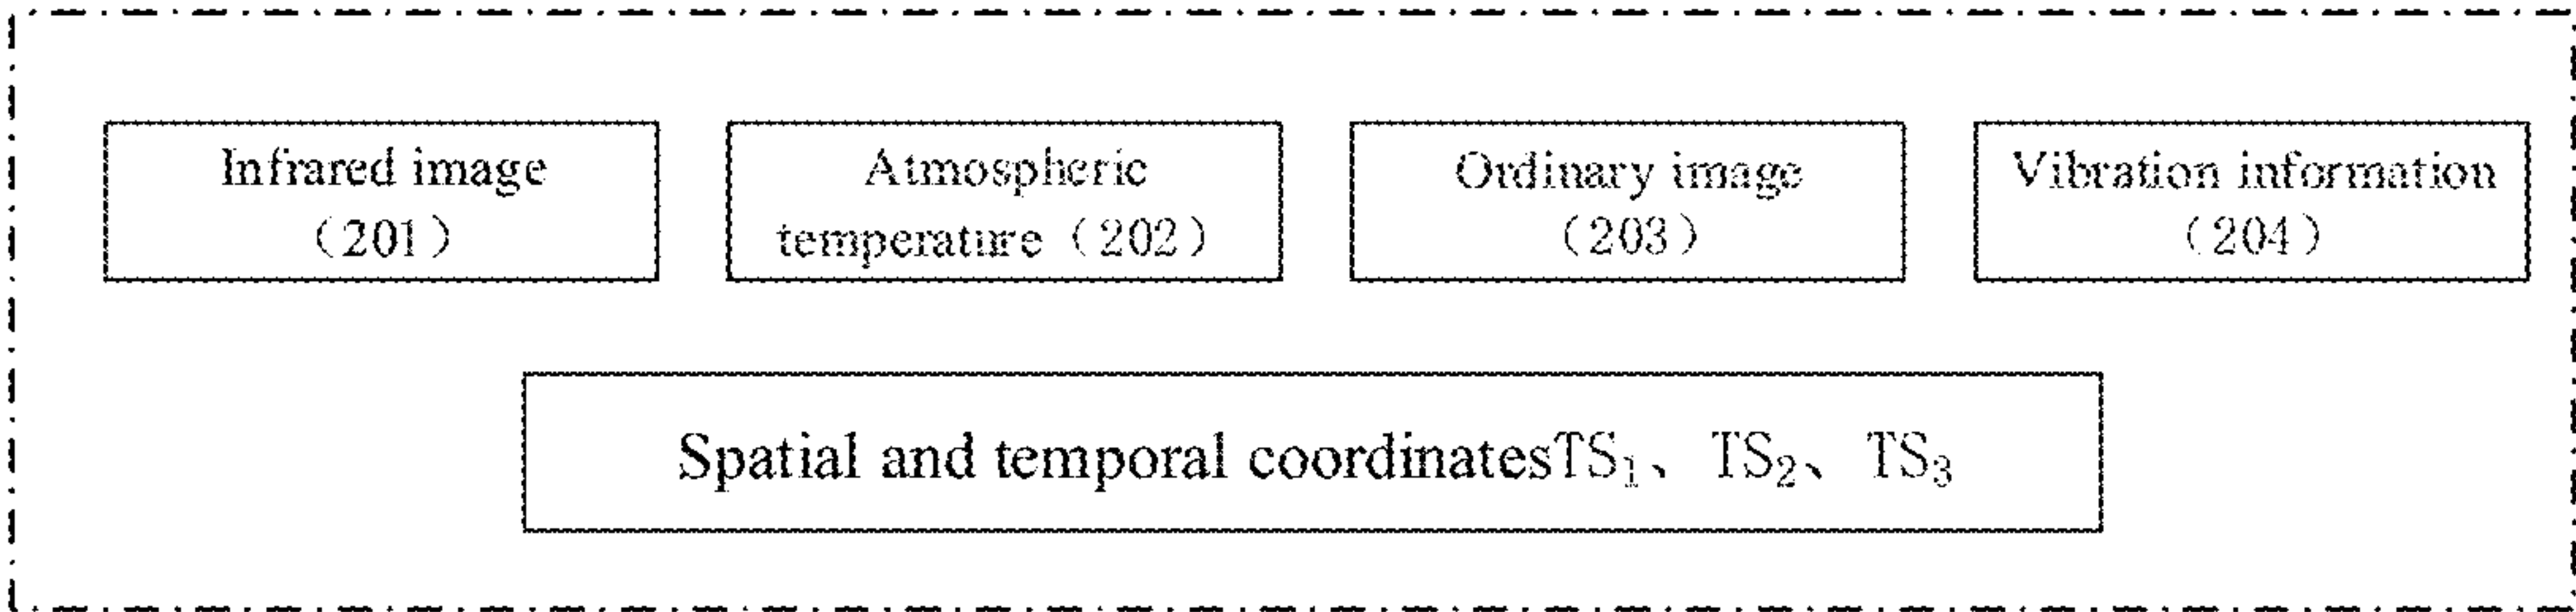 Infrared image
（201）
Atmospheric
temperature（202）
Ordinary image
（203）
Vibration information
（204）
Spatial and temporal coordinatesTS₁、TS₂、TS₃